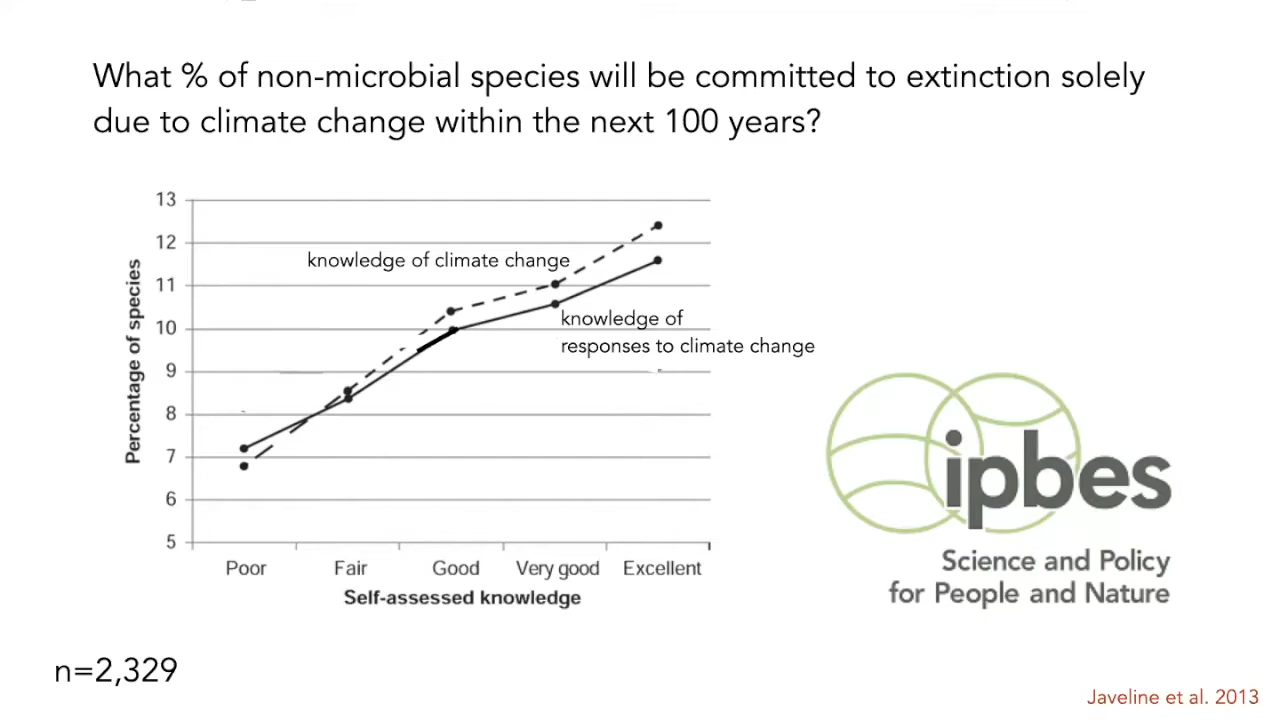 What % of non-microbial species will be committed to extinction solely
due to climate change within the next 100 years?
13
12
11
10
9
8
7
6
5
Percentage of species
knowledge of climate change
knowledge of
responses to climate change
Poor Fair Good Very good Excellent
Self-assessed knowledge
ipbes
Science and Policy
for People and Nature
n=2,329
Javeline et al. 2013